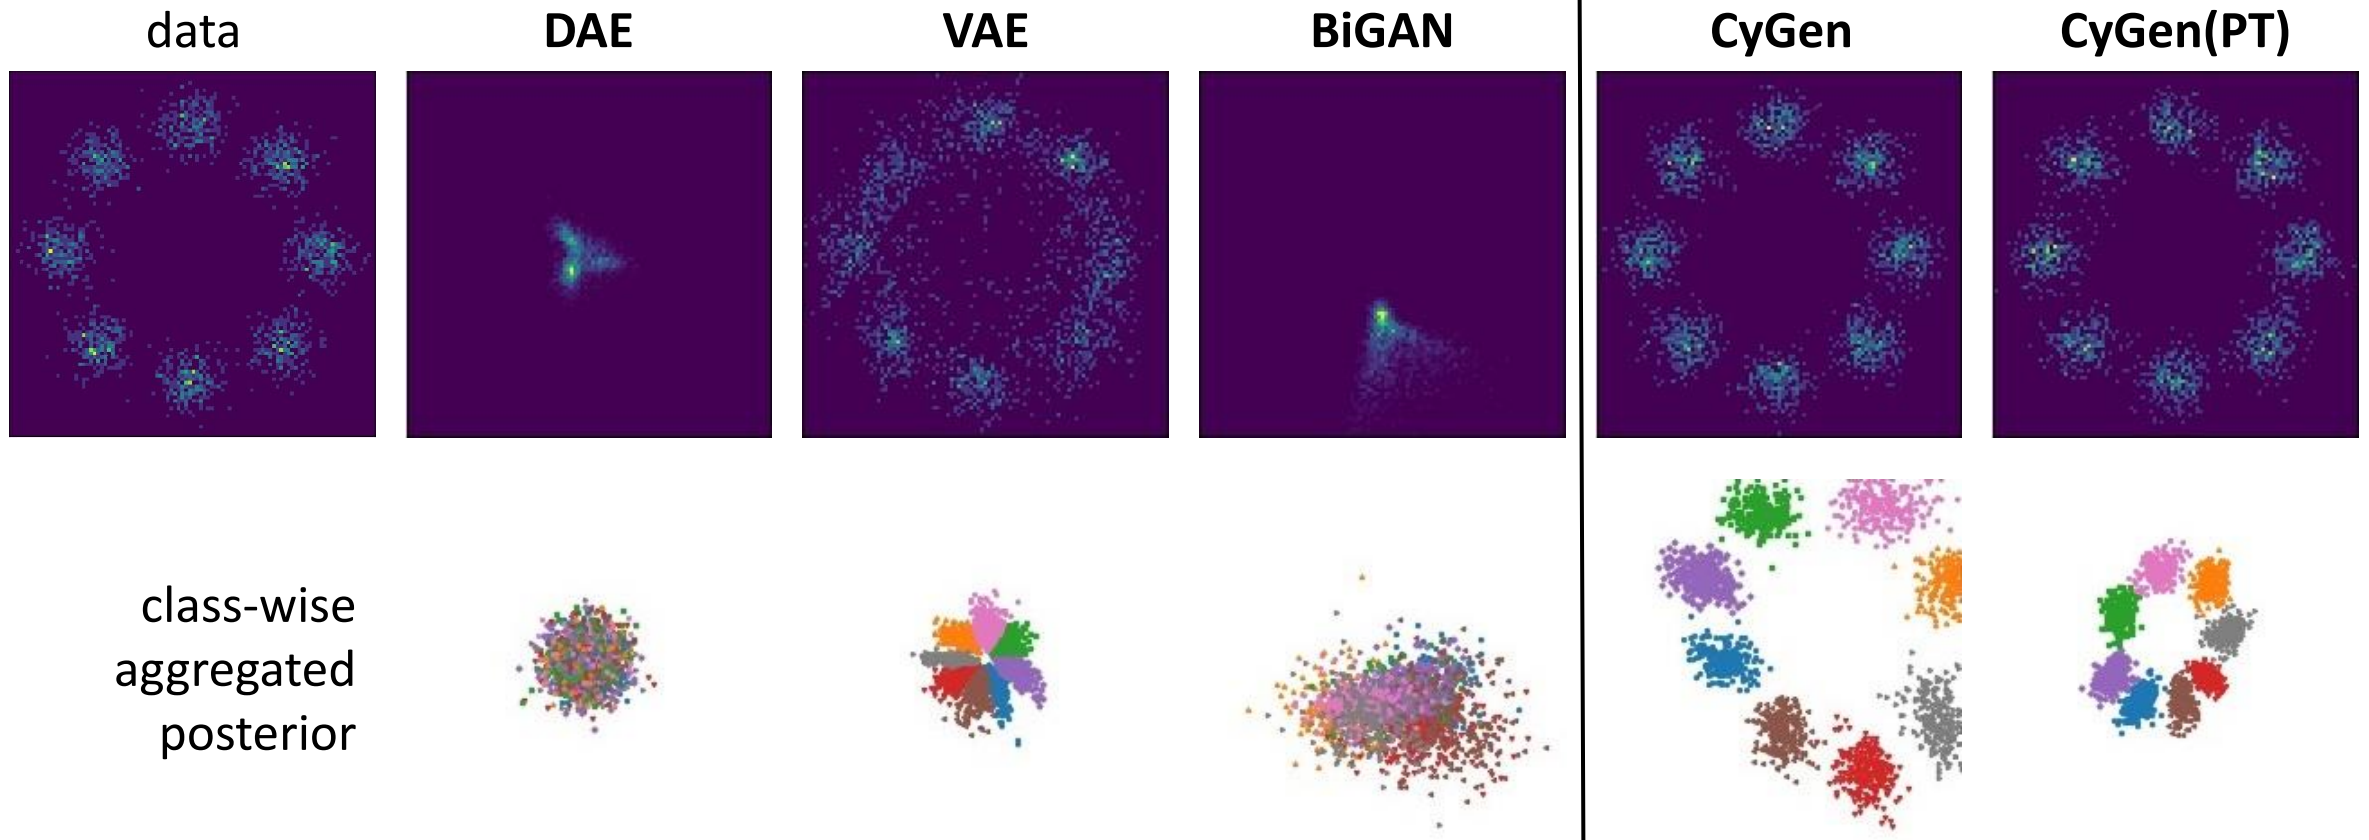 data
DAE
VAE
BiGAN
CyGen
CyGen(PT)
class-wise
aggregated
posterior